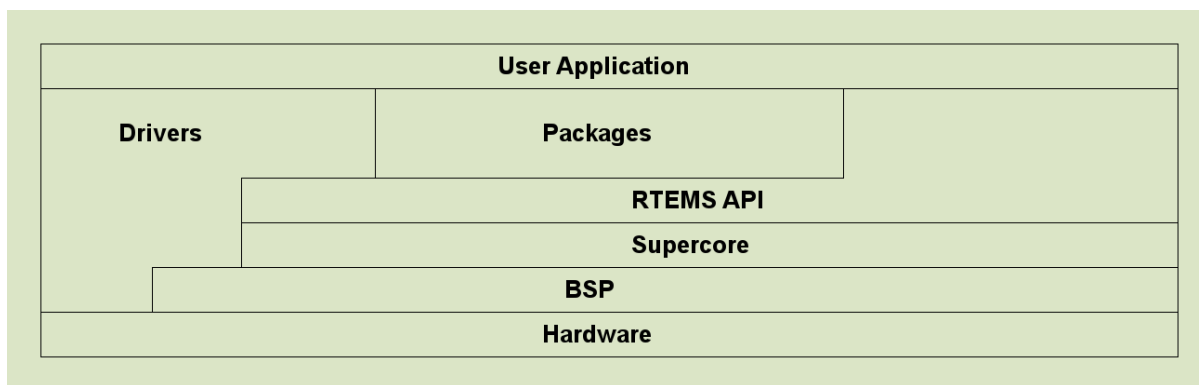 User Application
Drivers
Packages
RTEMS API
Supercore
BSP
Hardware